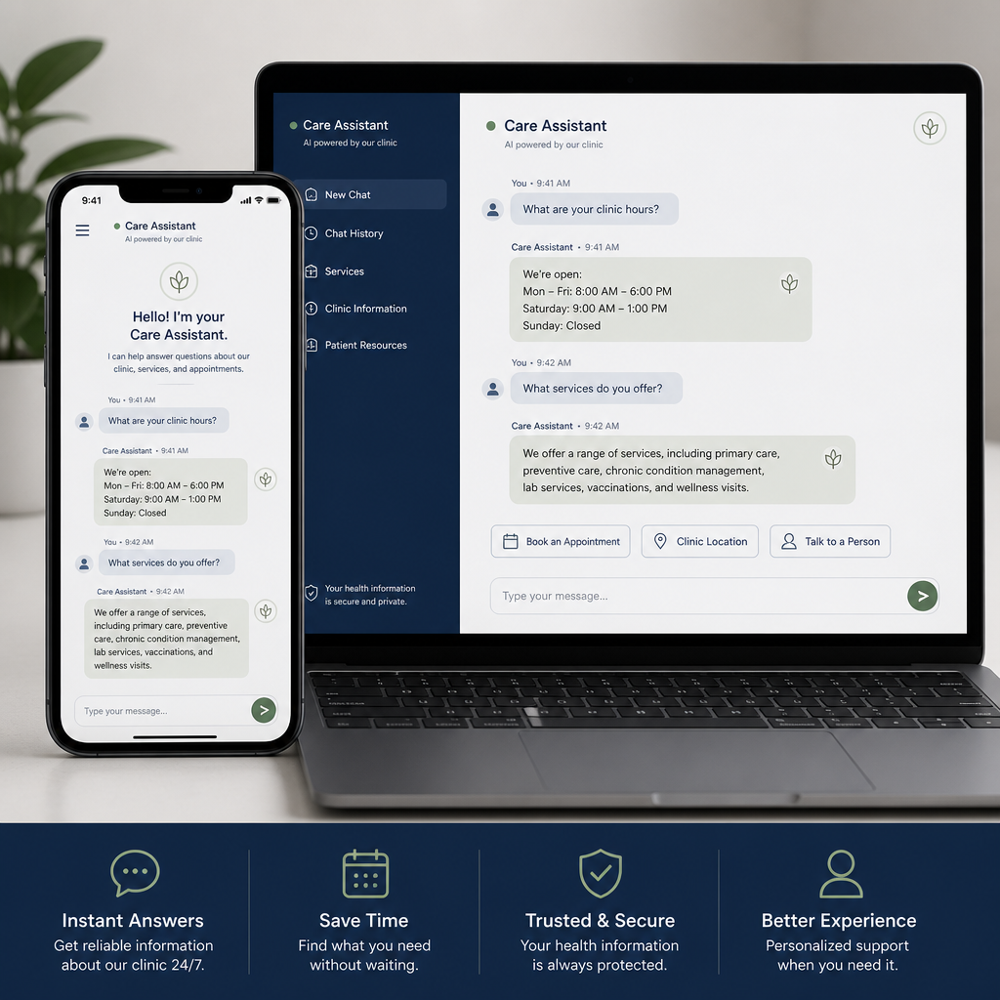 9:41
Care Assistant
AI powered by our clinic
Hello! I'm your
Care Assistant.
I can help answer questions about our
clinic, services, and appointments.
You • 9:41 AM
What are your clinic hours?
Care Assistant • 9:41 AM
We're open:
Mon – Fri: 8:00 AM – 6:00 PM
Saturday: 9:00 AM – 1:00 PM
Sunday: Closed
You • 9:42 AM
What services do you offer?
Care Assistant • 9:42 AM
We offer a range of services,
including primary care, preventive
care, chronic condition management,
lab services, vaccinations, and
wellness visits.
Type your message...
Care Assistant
AI powered by our clinic
New Chat
Chat History
Services
Clinic Information
Patient Resources
Your health information
is secure and private.
Care Assistant
AI powered by our clinic
You • 9:41 AM
What are your clinic hours?
Care Assistant • 9:41 AM
We're open:
Mon – Fri: 8:00 AM – 6:00 PM
Saturday: 9:00 AM – 1:00 PM
Sunday: Closed
You • 9:42 AM
What services do you offer?
Care Assistant • 9:42 AM
We offer a range of services, including primary care,
preventive care, chronic condition management,
lab services, vaccinations, and wellness visits.
Book an Appointment
Clinic Location
Talk to a Person
Type your message...
Instant Answers
Get reliable information
about our clinic 24/7.
Save Time
Find what you need
without waiting.
Trusted & Secure
Your health information
is always protected.
Better Experience
Personalized support
when you need it.